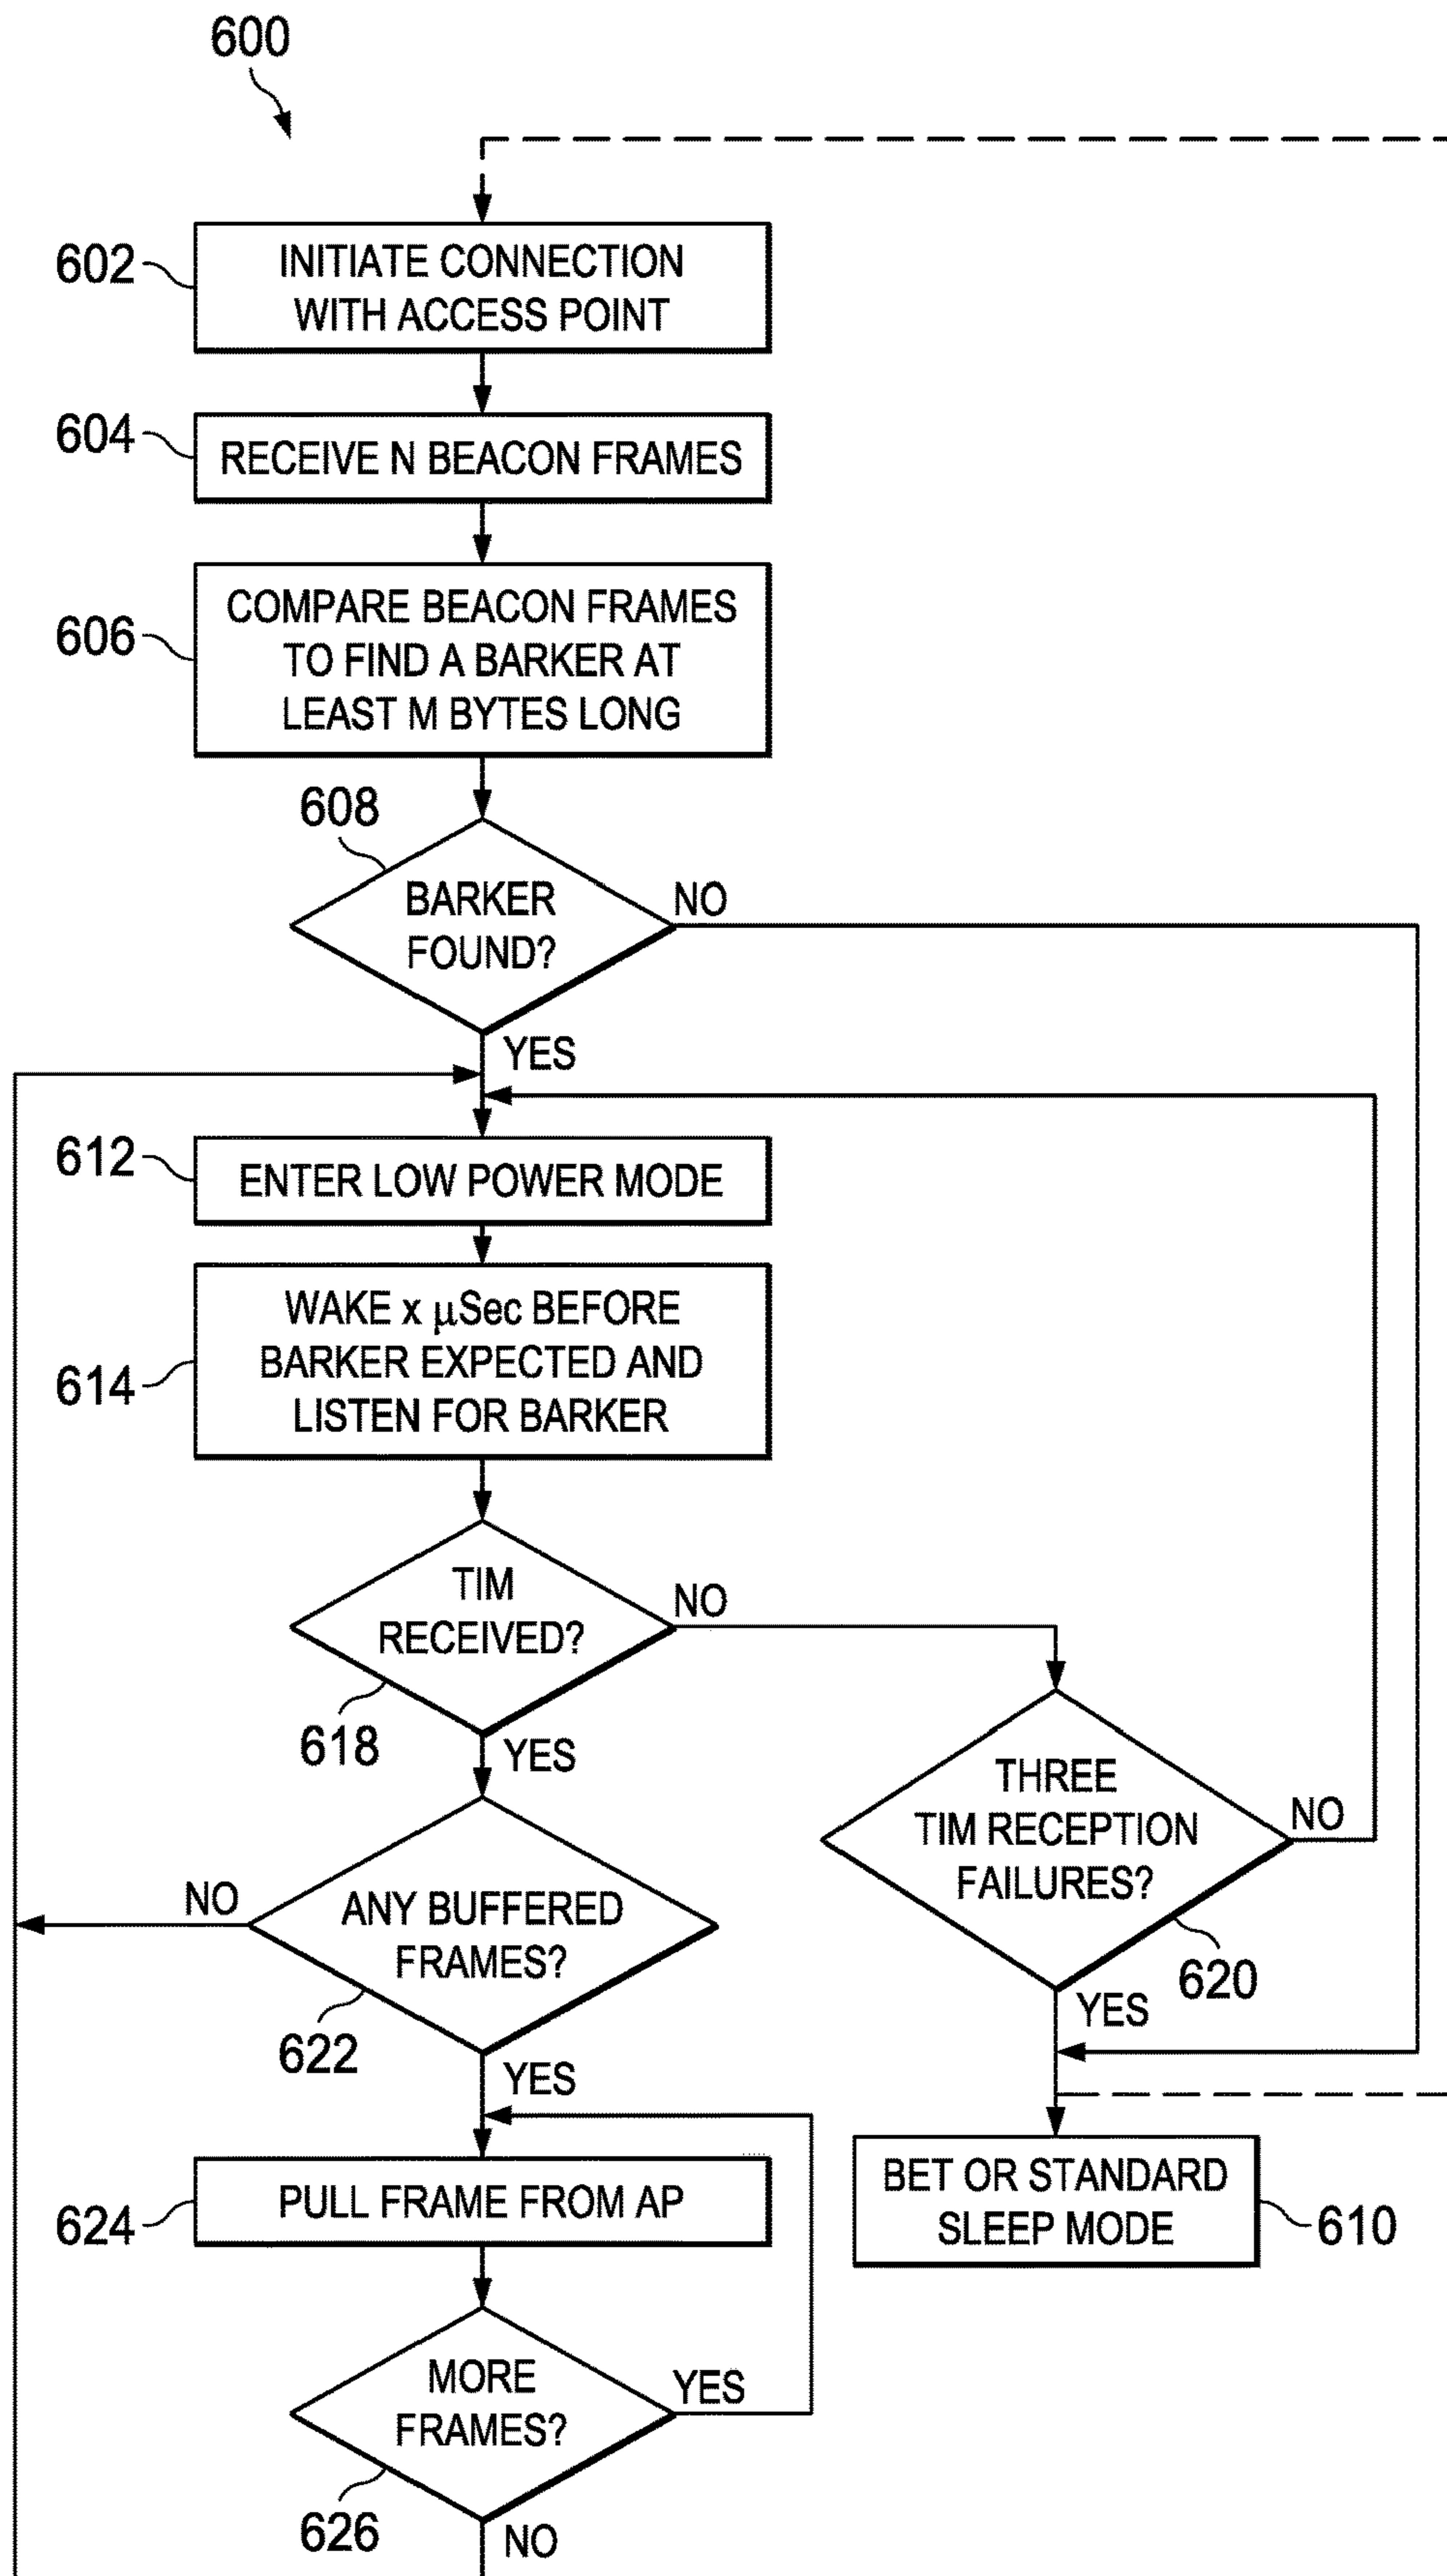 600
602
INITIATE CONNECTION
WITH ACCESS POINT
604
RECEIVE N BEACON FRAMES
606
COMPARE BEACON FRAMES
TO FIND A BARKER AT
LEAST M BYTES LONG
608
BARKER
FOUND?
NO
YES
612
ENTER LOW POWER MODE
614
WAKE x μSec BEFORE
BARKER EXPECTED AND
LISTEN FOR BARKER
TIM
RECEIVED?
NO
618
YES
THREE
TIM RECEPTION
FAILURES?
NO
620
YES
NO
ANY BUFFERED
FRAMES?
622
YES
624
PULL FRAME FROM AP
BET OR STANDARD
SLEEP MODE
610
MORE
FRAMES?
YES
626
NO